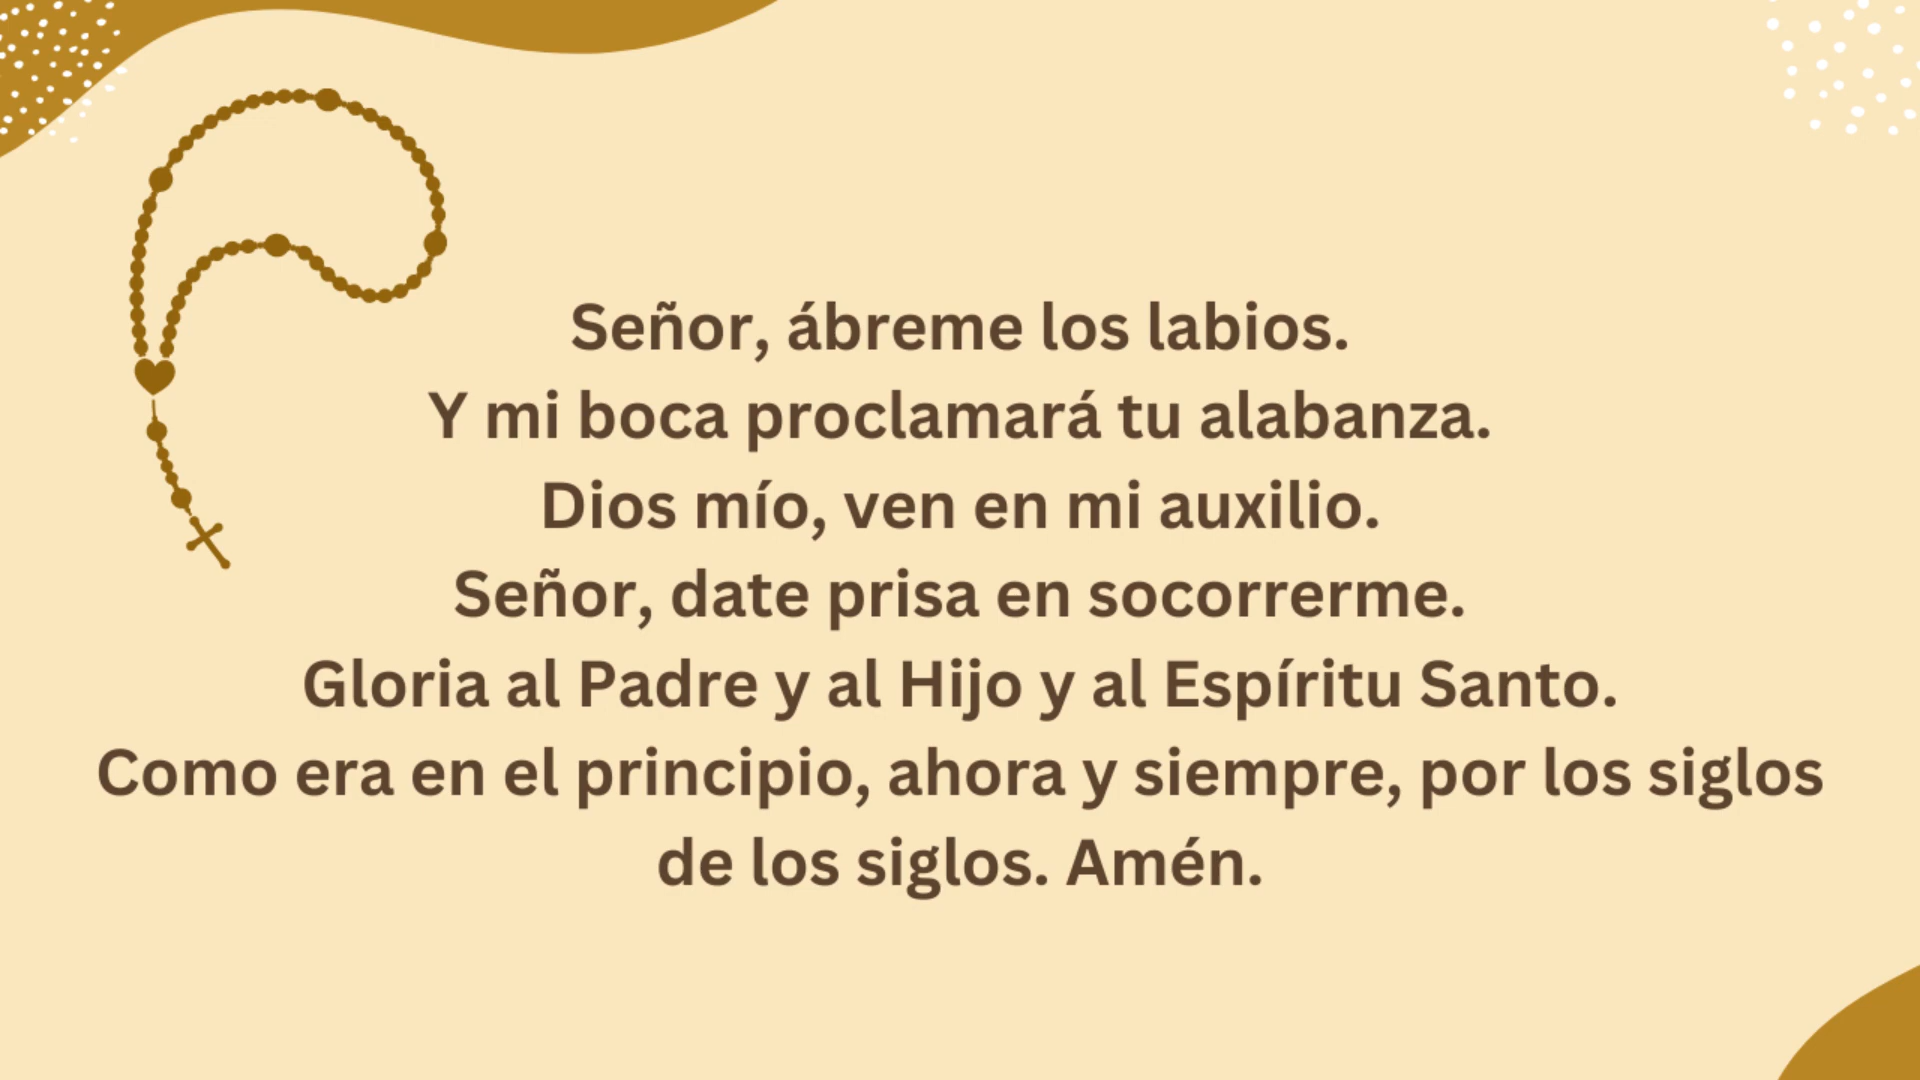 Señor, ábreme los labios.
Y mi boca proclamará tu alabanza.
Dios mío, ven en mi auxilio.
Señor, date prisa en socorrerme.
Gloria al Padre y al Hijo y al Espíritu Santo.
Como era en el principio, ahora y siempre, por los siglos
de los siglos. Amén.